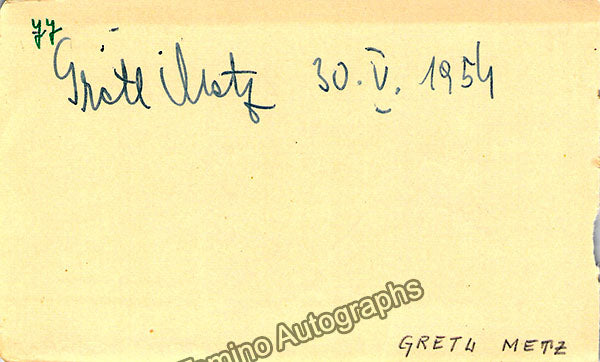 77
Gretl Metz 30. V. 1954
Tamino Autographs
GRETL METZ